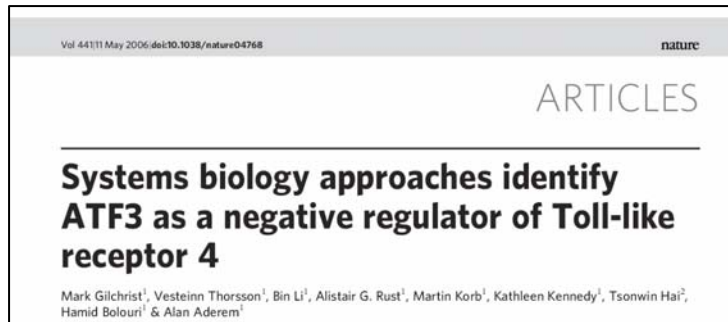 Vol 441|11 May 2006|doi:10.1038/nature04768
nature
ARTICLES
Systems biology approaches identify
ATF3 as a negative regulator of Toll-like
receptor 4
Mark Gilchrist¹, Vesteinn Thorsson¹, Bin Li¹, Alistair G. Rust¹, Martin Korb¹, Kathleen Kennedy¹, Tsonwin Hai²,
Hamid Bolouri¹ & Alan Aderem¹